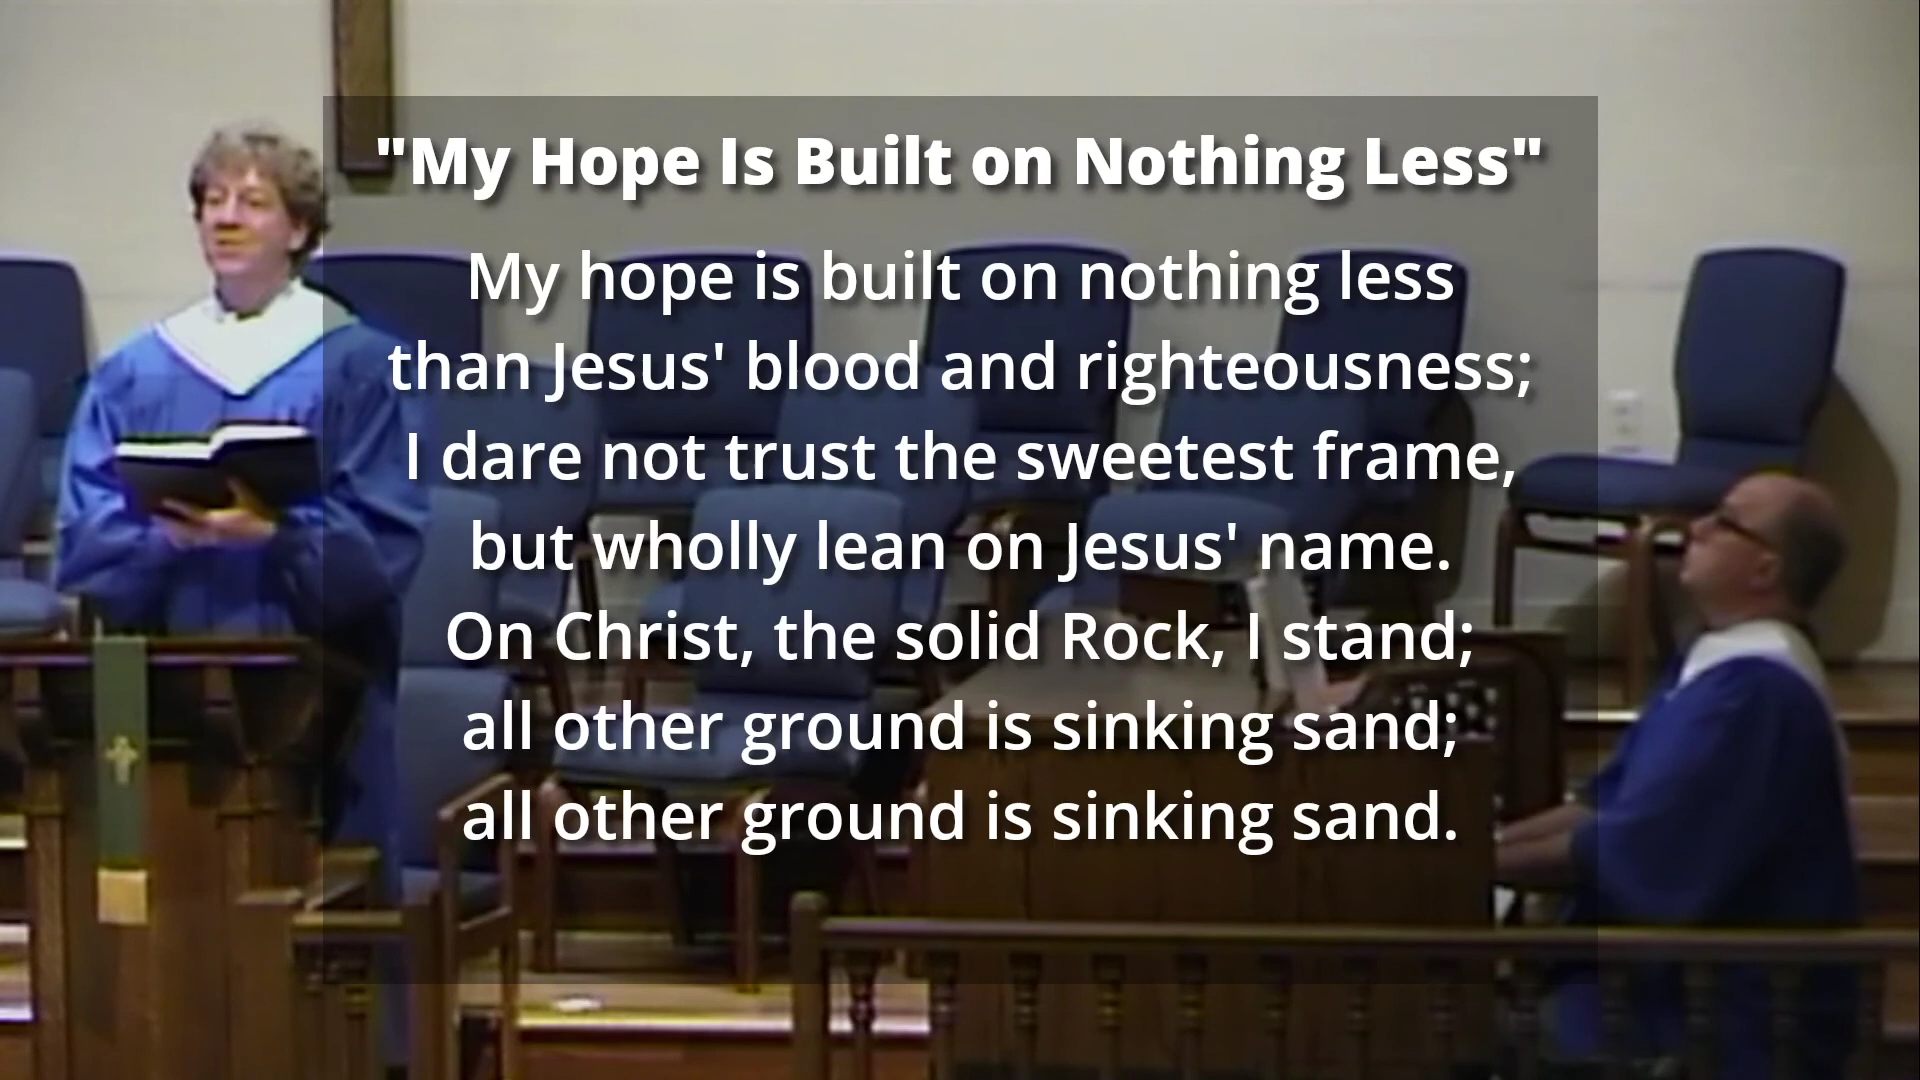 "My Hope Is Built on Nothing Less"
My hope is built on nothing less
than Jesus' blood and righteousness;
I dare not trust the sweetest frame,
but wholly lean on Jesus' name.
On Christ, the solid Rock, I stand;
all other ground is sinking sand;
all other ground is sinking sand.